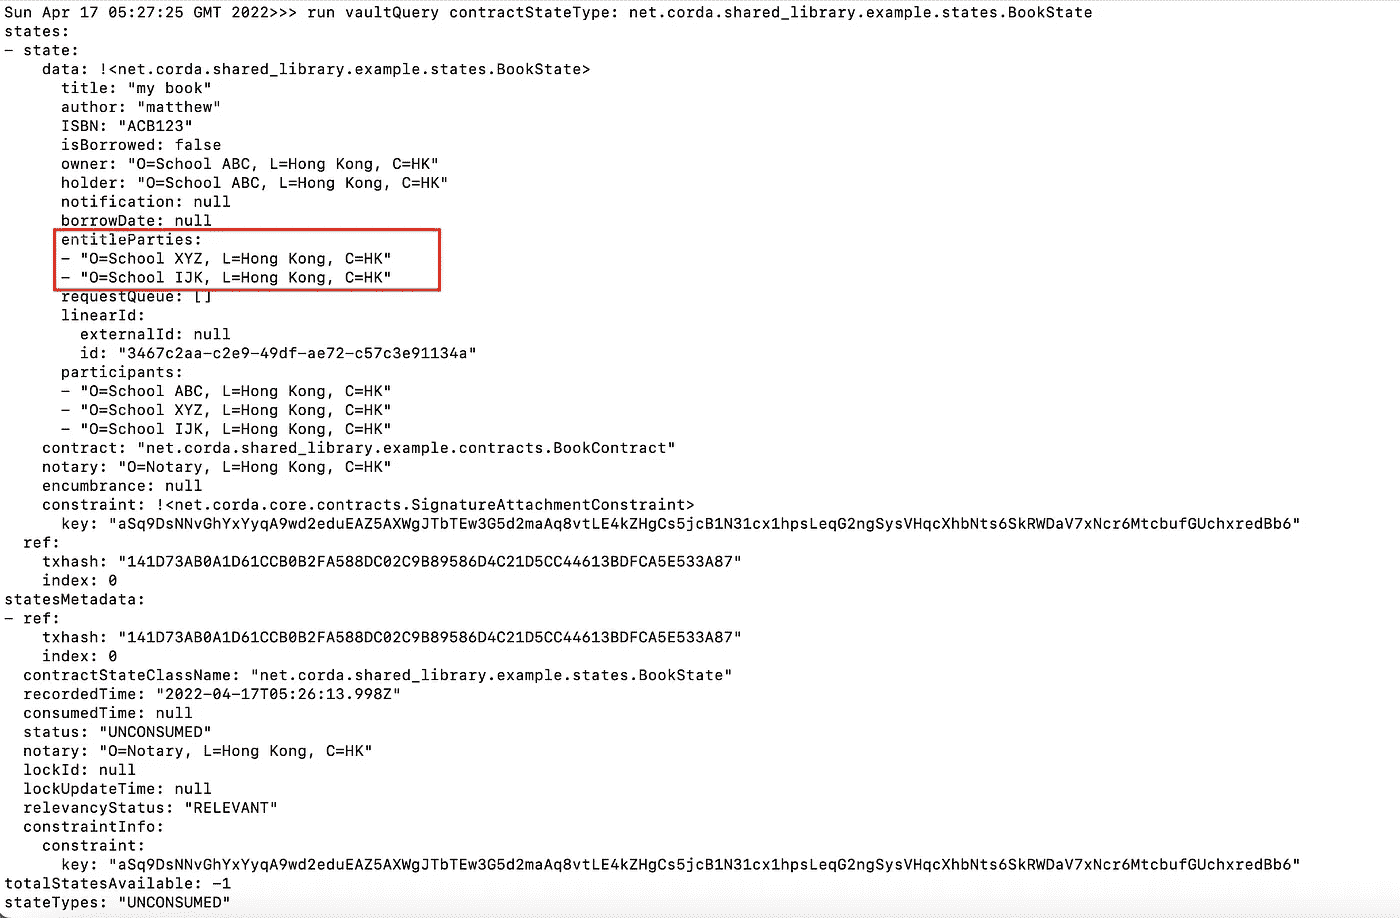 Sun Apr 17 05:27:25 GMT 2022>>> run vaultQuery contractStateType: net.corda.shared_library.example.states.BookState
states:
- state:
    data: !<net.corda.shared_library.example.states.BookState>
      title: "my book"
      author: "matthew"
      ISBN: "ACB123"
      isBorrowed: false
      owner: "O=School ABC, L=Hong Kong, C=HK"
      holder: "O=School ABC, L=Hong Kong, C=HK"
      notification: null
      borrowDate: null
      entitleParties:
      - "O=School XYZ, L=Hong Kong, C=HK"
      - "O=School IJK, L=Hong Kong, C=HK"
      requestQueue: []
      linearId:
        externalId: null
        id: "3467c2aa-c2e9-49df-ae72-c57c3e91134a"
      participants:
      - "O=School ABC, L=Hong Kong, C=HK"
      - "O=School XYZ, L=Hong Kong, C=HK"
      - "O=School IJK, L=Hong Kong, C=HK"
    contract: "net.corda.shared_library.example.contracts.BookContract"
    notary: "O=Notary, L=Hong Kong, C=HK"
    encumbrance: null
    constraint: !<net.corda.core.contracts.SignatureAttachmentConstraint>
      key: "aSq9DsNNvGhYxYyqA9wd2eduEAZ5AXWgJTbTEw3G5d2maAq8vtLE4kZHgCs5jcB1N31cx1hpsLeqG2ngSysVHqcXhbNts6SkRWDaV7xNcr6MtcbufGUchxredBb6"
  ref:
    txhash: "141D73AB0A1D61CCB0B2FA588DC02C9B89586D4C21D5CC44613BDFCA5E533A87"
    index: 0
statesMetadata:
- ref:
    txhash: "141D73AB0A1D61CCB0B2FA588DC02C9B89586D4C21D5CC44613BDFCA5E533A87"
    index: 0
  contractStateClassName: "net.corda.shared_library.example.states.BookState"
  recordedTime: "2022-04-17T05:26:13.998Z"
  consumedTime: null
  status: "UNCONSUMED"
  notary: "O=Notary, L=Hong Kong, C=HK"
  lockId: null
  lockUpdateTime: null
  relevancyStatus: "RELEVANT"
  constraintInfo:
    constraint:
      key: "aSq9DsNNvGhYxYyqA9wd2eduEAZ5AXWgJTbTEw3G5d2maAq8vtLE4kZHgCs5jcB1N31cx1hpsLeqG2ngSysVHqcXhbNts6SkRWDaV7xNcr6MtcbufGUchxredBb6"
totalStatesAvailable: -1
stateTypes: "UNCONSUMED"